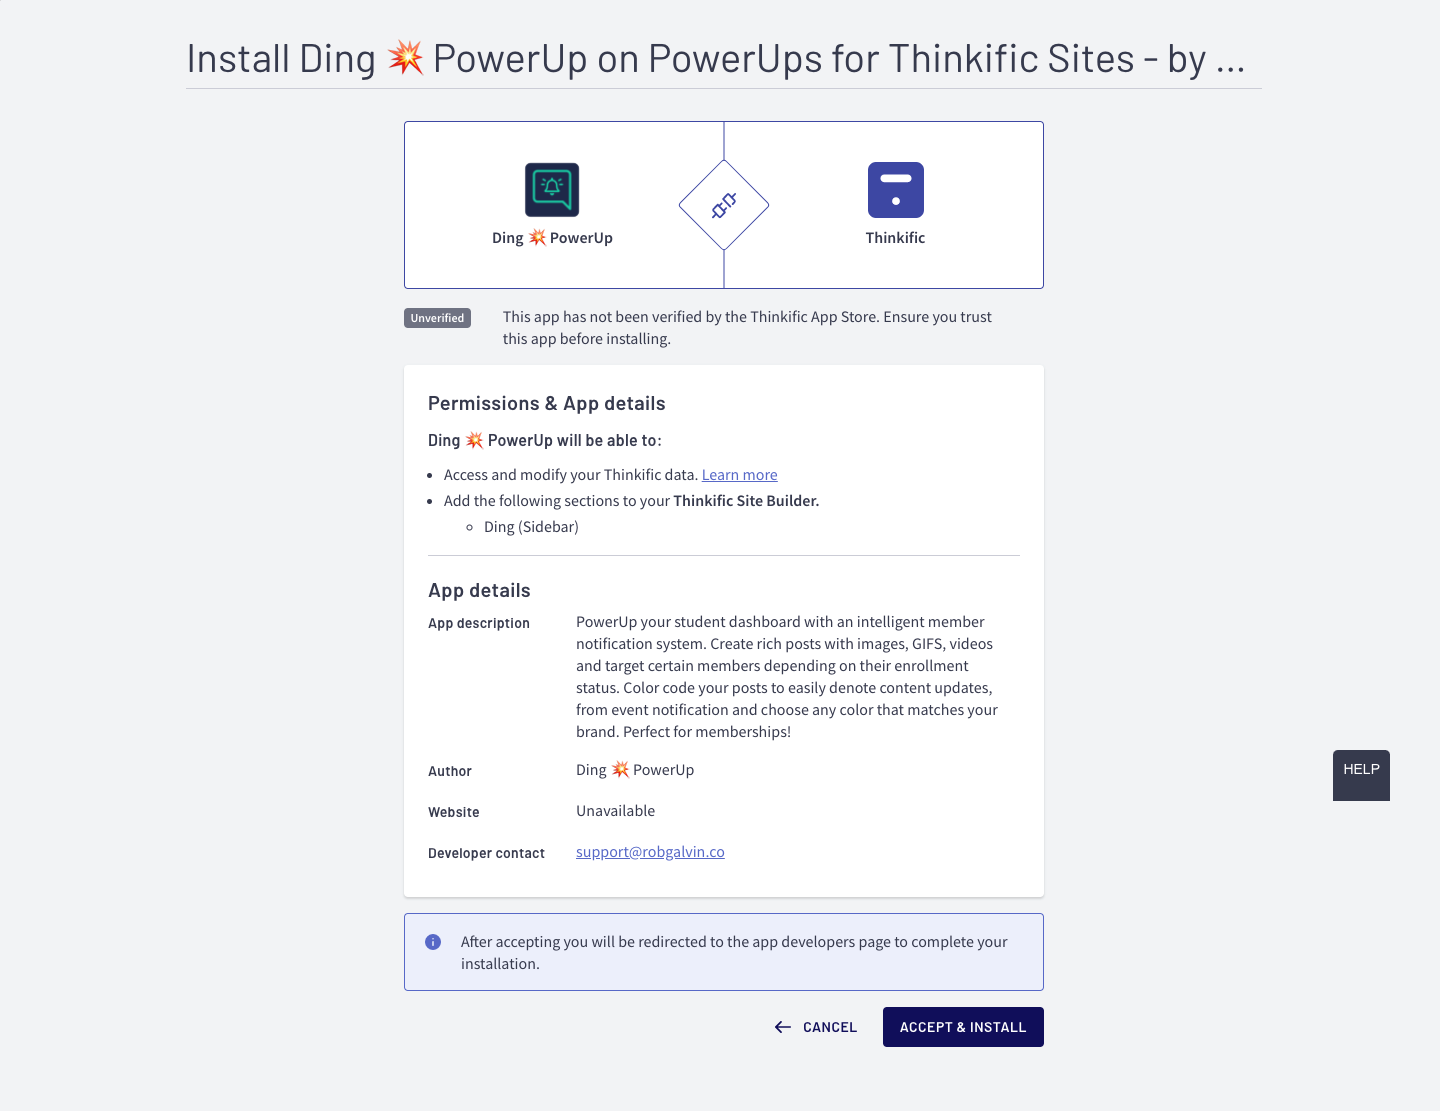 Install Ding 💥 PowerUp on PowerUps for Thinkific Sites - by ...
Ding 💥 PowerUp
Thinkific
Unverified
This app has not been verified by the Thinkific App Store. Ensure you trust
this app before installing.
Permissions & App details
Ding 💥 PowerUp will be able to:
• Access and modify your Thinkific data. Learn more
• Add the following sections to your Thinkific Site Builder.
◦ Ding (Sidebar)
App details
App description
PowerUp your student dashboard with an intelligent member
notification system. Create rich posts with images, GIFS, videos
and target certain members depending on their enrollment
status. Color code your posts to easily denote content updates,
from event notification and choose any color that matches your
brand. Perfect for memberships!
Author
Ding 💥 PowerUp
Website
Unavailable
Developer contact
support@robgalvin.co
HELP
After accepting you will be redirected to the app developers page to complete your
installation.
← CANCEL
ACCEPT & INSTALL